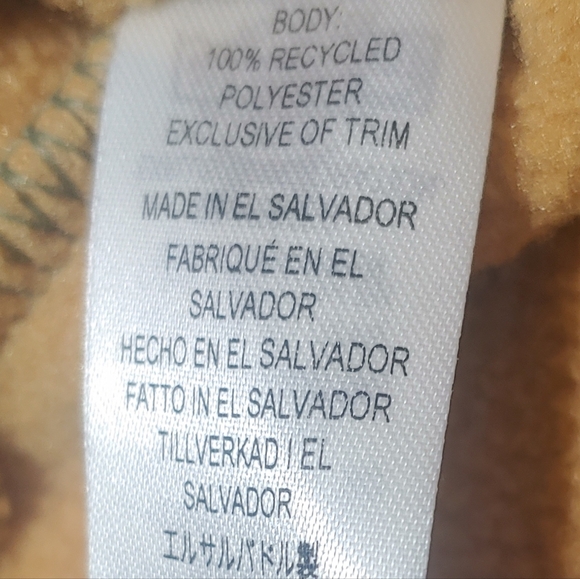 BODY:
100% RECYCLED
POLYESTER
EXCLUSIVE OF TRIM
MADE IN EL SALVADOR
FABRIQUÉ EN EL
SALVADOR
HECHO EN EL SALVADOR
FATTO IN EL SALVADOR
TILLVERKAD I EL
SALVADOR
エルサルバドル製